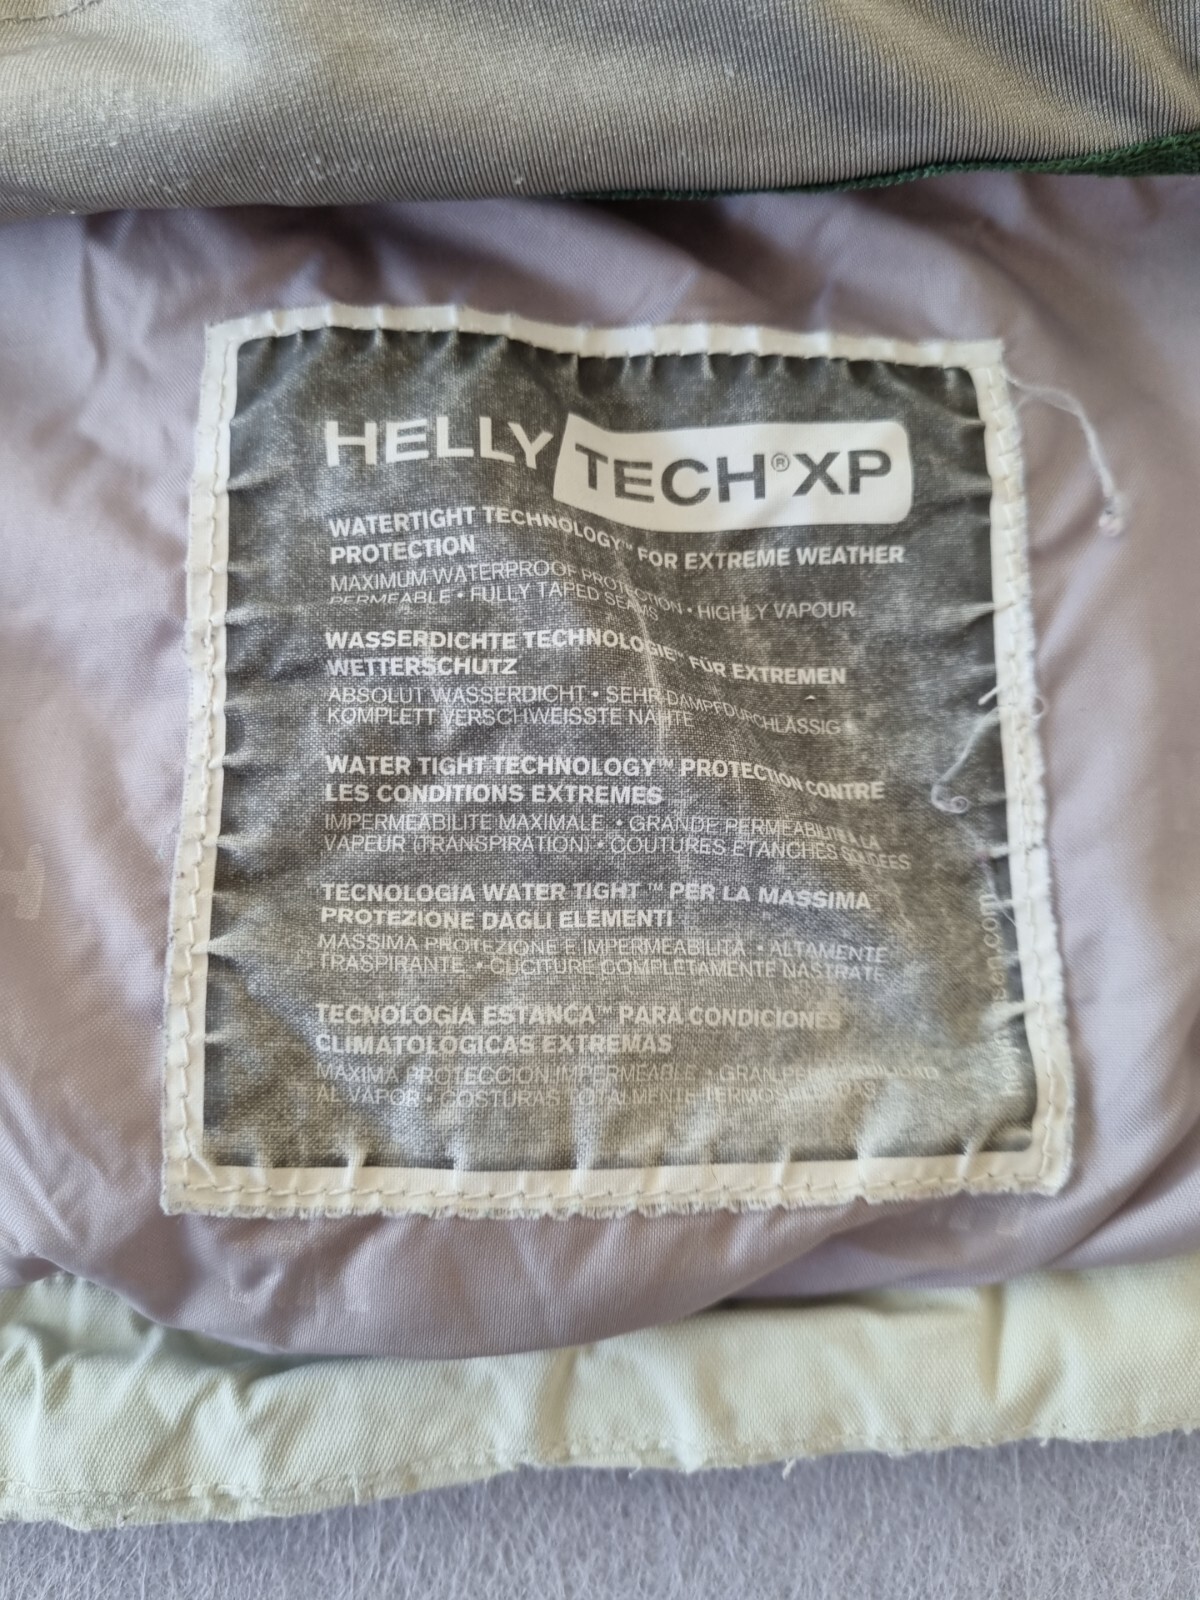 HELLY TECH® XP
WATERTIGHT TECHNOLOGY™ FOR EXTREME WEATHER
PROTECTION
MAXIMUM WATERPROOF PROTECTION • HIGHLY VAPOUR
PERMEABLE • FULLY TAPED SEAMS
WASSERDICHTE TECHNOLOGIE™ FÜR EXTREMEN
WETTERSCHUTZ
ABSOLUT WASSERDICHT • SEHR DAMPFDURCHLÄSSIG •
KOMPLETT VERSCHWEISSTE NÄHTE
WATER TIGHT TECHNOLOGY™ PROTECTION CONTRE
LES CONDITIONS EXTREMES
IMPERMEABILITE MAXIMALE • GRANDE PERMEABILITE A LA
VAPEUR (TRANSPIRATION) • COUTURES ETANCHES SOUDEES
TECNOLOGIA WATER TIGHT ™ PER LA MASSIMA
PROTEZIONE DAGLI ELEMENTI
MASSIMA PROTEZIONE E IMPERMEABILITÀ • ALTAMENTE
TRASPIRANTE • CUCITURE COMPLETAMENTE NASTRATE
TECNOLOGIA ESTANCA™ PARA CONDICIONES
CLIMATOLOGICAS EXTREMAS
MAXIMA PROTECCION IMPERMEABLE • GRAN PERMEABILIDAD
AL VAPOR • COSTURAS TOTALMENTE